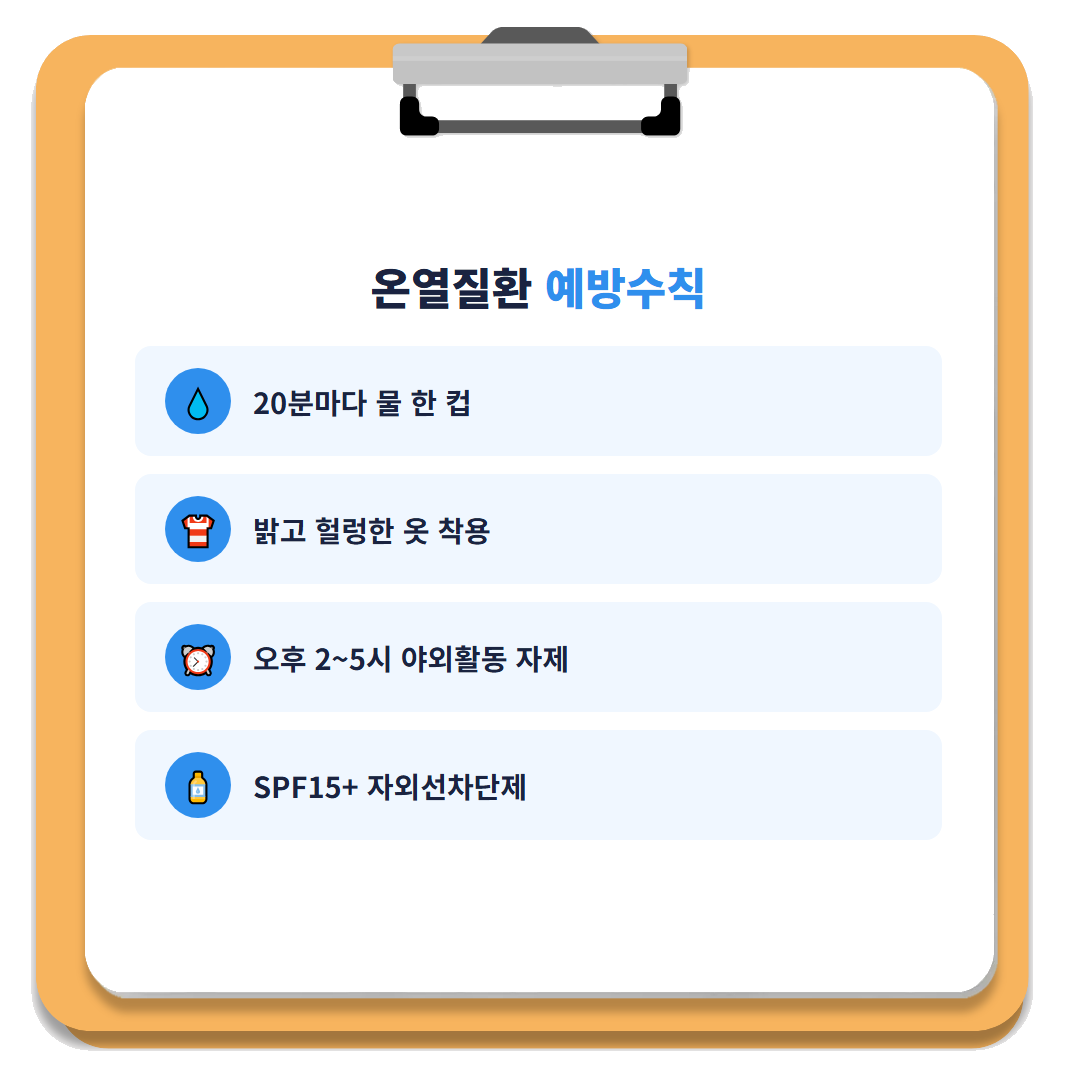 온열질환 예방수칙
20분마다 물 한 컵
밝고 헐렁한 옷 착용
오후 2~5시 야외활동 자제
SPF15+ 자외선차단제